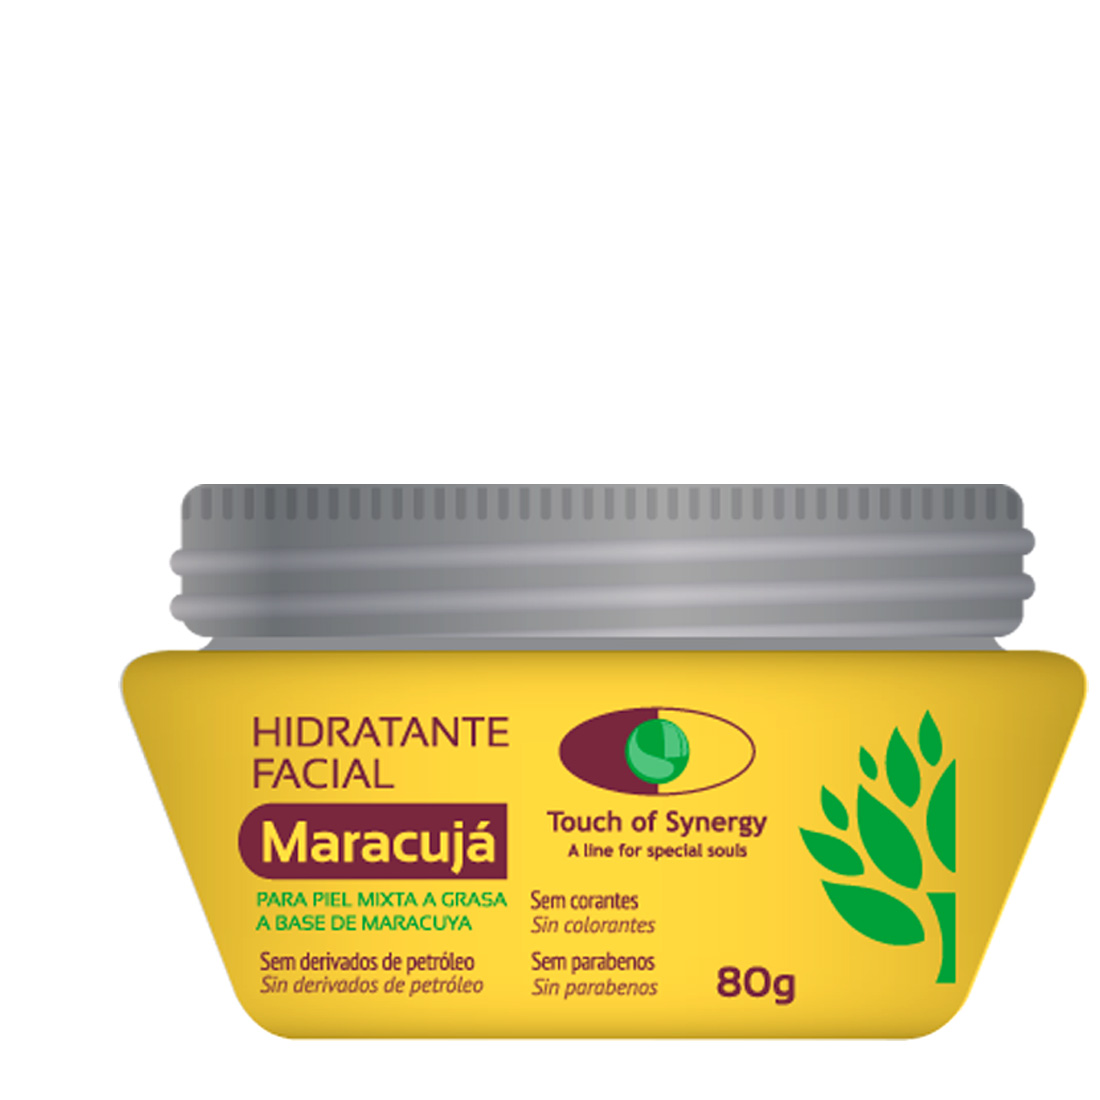 HIDRATANTE
FACIAL
Maracujá
PARA PIEL MIXTA A GRASA
A BASE DE MARACUYA
Sem derivados de petróleo
Sin derivados de petróleo
Touch of Synergy
A line for special souls
Sem corantes
Sin colorantes
Sem parabenos
Sin parabenos
80g